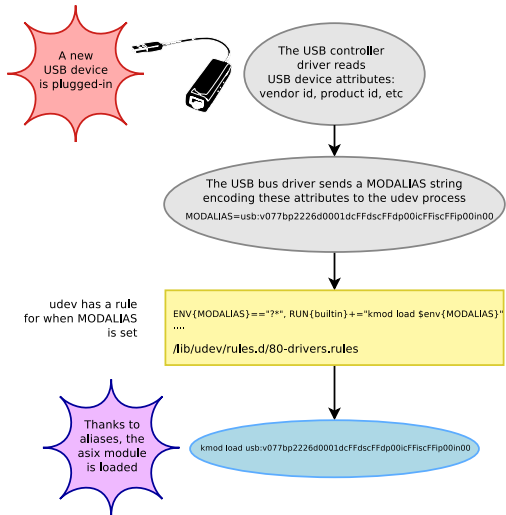 A new
USB device
is plugged-in
The USB controller
driver reads
USB device attributes:
vendor id, product id, etc
The USB bus driver sends a MODALIAS string
encoding these attributes to the udev process
MODALIAS=usb:v077bp2226d0001dcFFdscFFdp00icFFiscFFip00in00
udev has a rule
for when MODALIAS
is set
ENV{MODALIAS}=="?*", RUN{builtin}+="kmod load $env{MODALIAS}"
....
/lib/udev/rules.d/80-drivers.rules
Thanks to
aliases, the
asix module
is loaded
kmod load usb:v077bp2226d0001dcFFdscFFdp00icFFiscFFip00in00